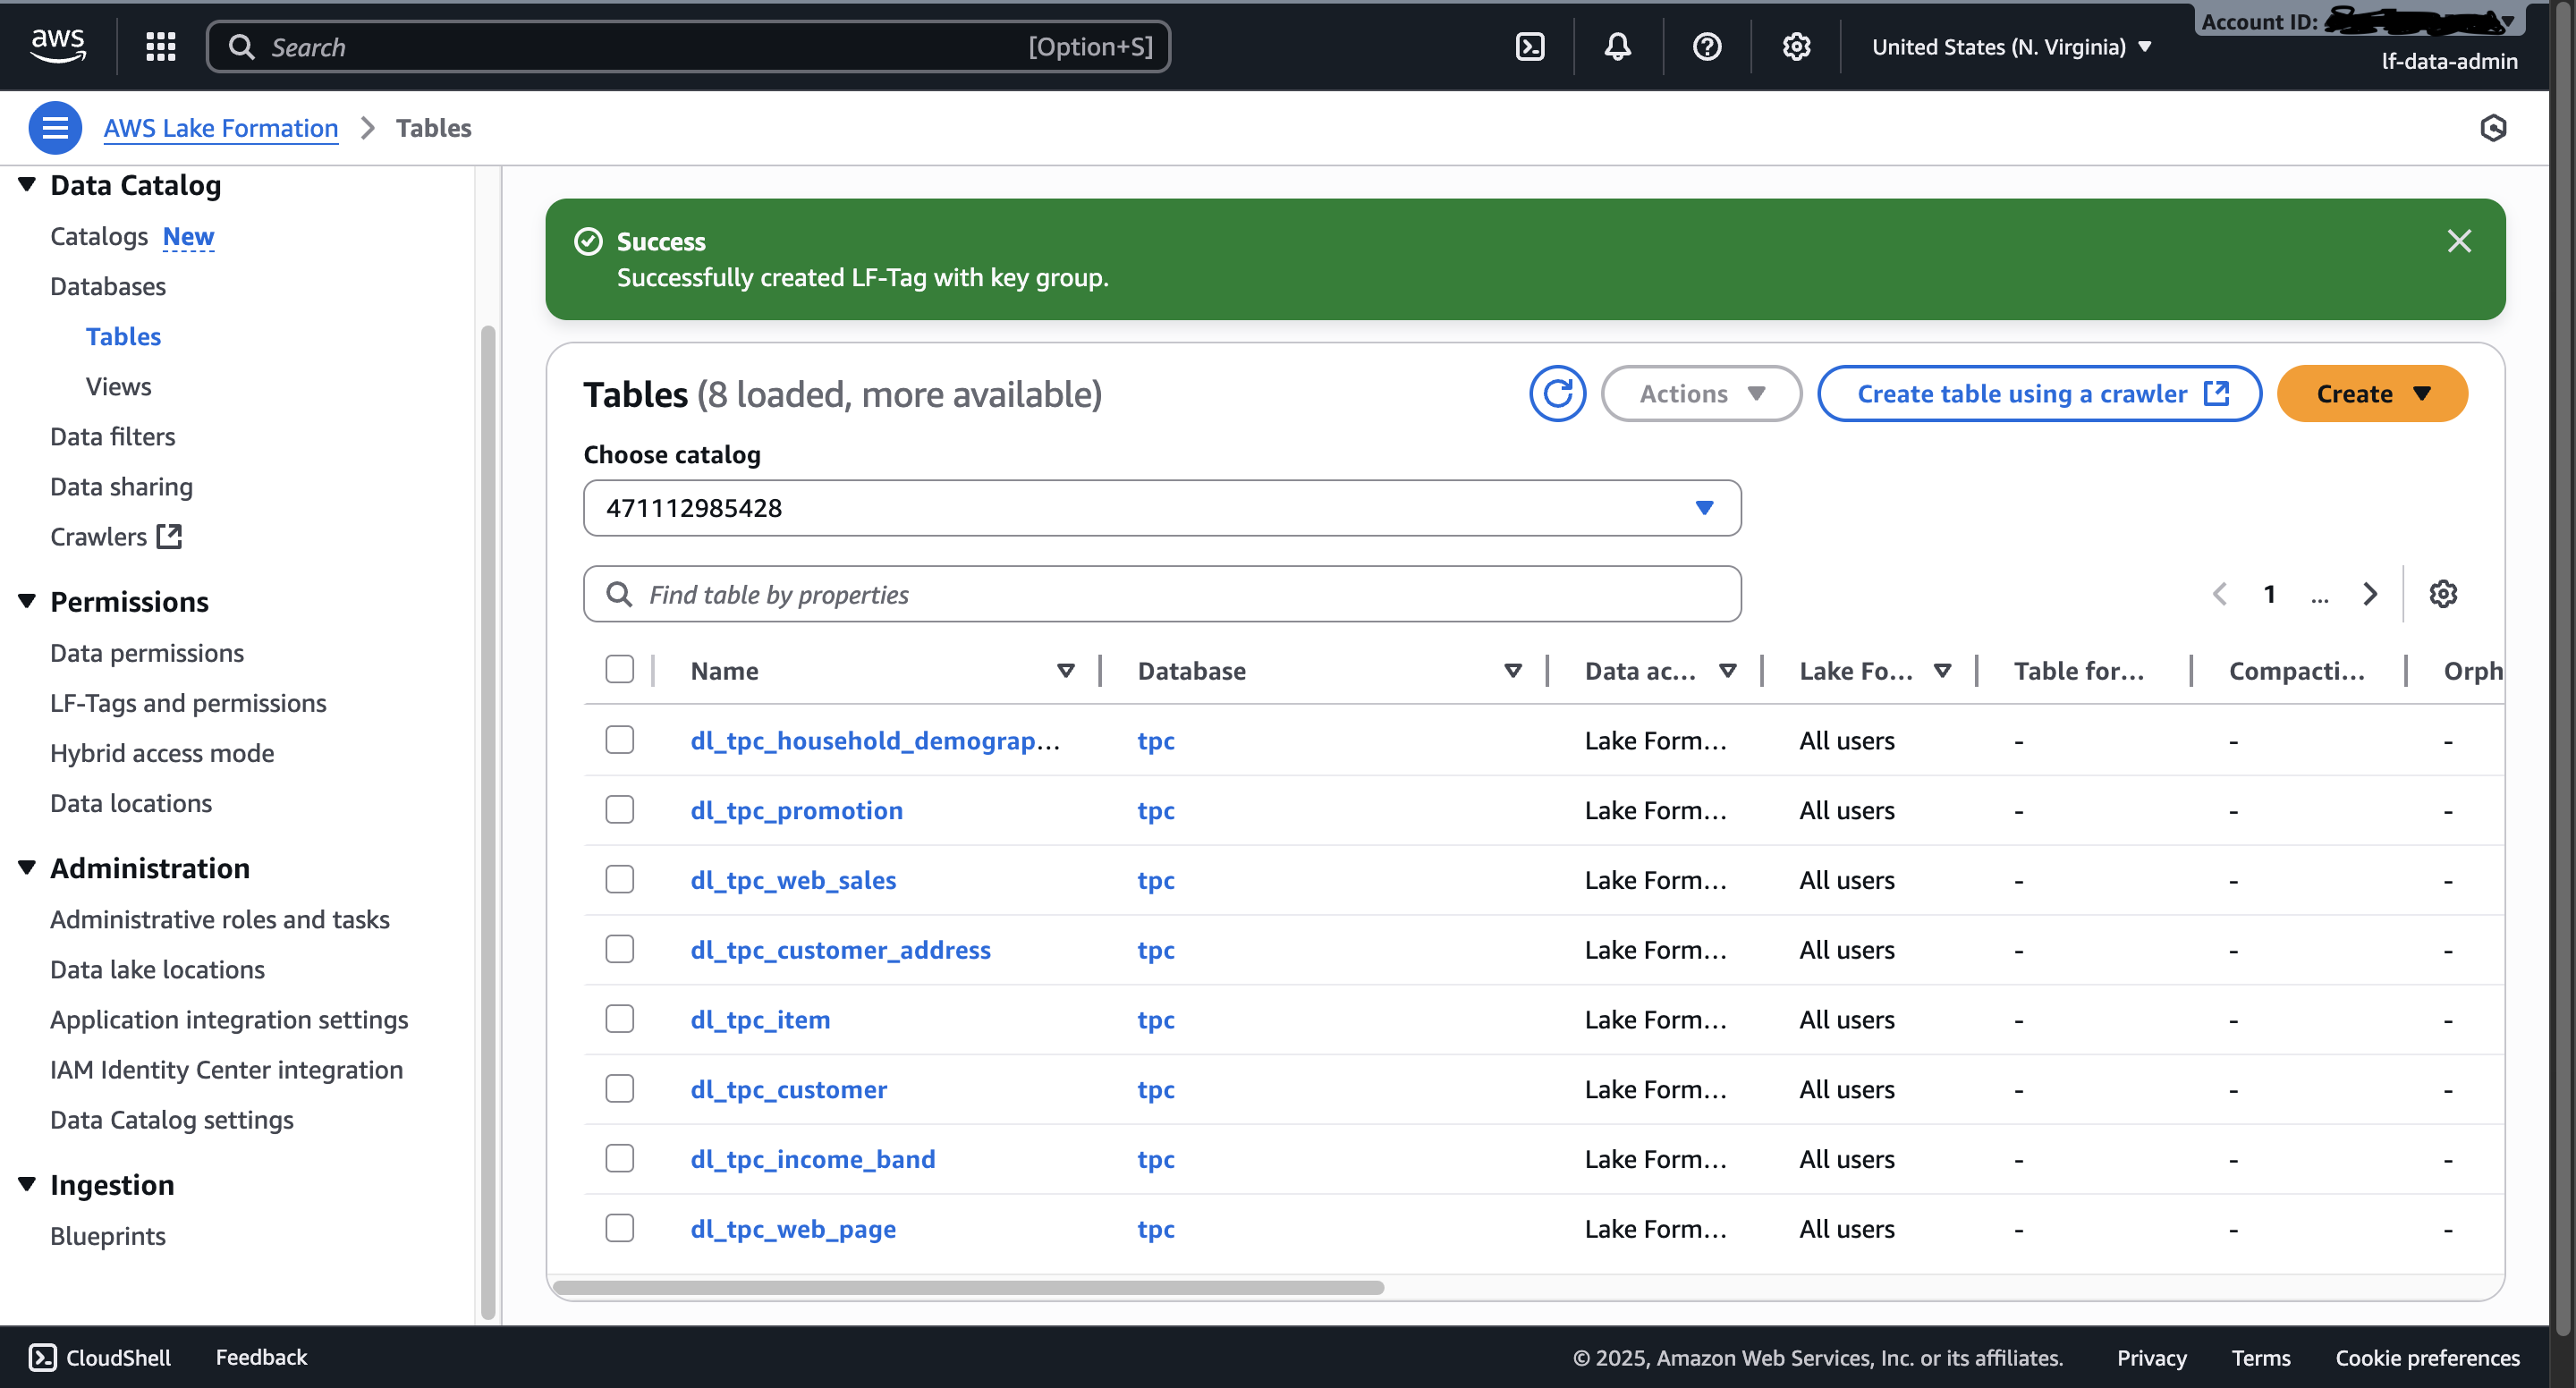 aws
Search [Option+S]
United States (N. Virginia)
Account ID:
lf-data-admin
AWS Lake Formation > Tables
Data Catalog
Catalogs New
Databases
Tables
Views
Data filters
Data sharing
Crawlers
Permissions
Data permissions
LF-Tags and permissions
Hybrid access mode
Data locations
Administration
Administrative roles and tasks
Data lake locations
Application integration settings
IAM Identity Center integration
Data Catalog settings
Ingestion
Blueprints
Success
Successfully created LF-Tag with key group.
Tables (8 loaded, more available)
Actions
Create table using a crawler
Create
Choose catalog
471112985428
Find table by properties
1 ...
Name Database Data ac... Lake Fo... Table for... Compacti... Orph
dl_tpc_household_demograp... tpc Lake Form... All users - - -
dl_tpc_promotion tpc Lake Form... All users - - -
dl_tpc_web_sales tpc Lake Form... All users - - -
dl_tpc_customer_address tpc Lake Form... All users - - -
dl_tpc_item tpc Lake Form... All users - - -
dl_tpc_customer tpc Lake Form... All users - - -
dl_tpc_income_band tpc Lake Form... All users - - -
dl_tpc_web_page tpc Lake Form... All users - - -
CloudShell Feedback © 2025, Amazon Web Services, Inc. or its affiliates. Privacy Terms Cookie preferences